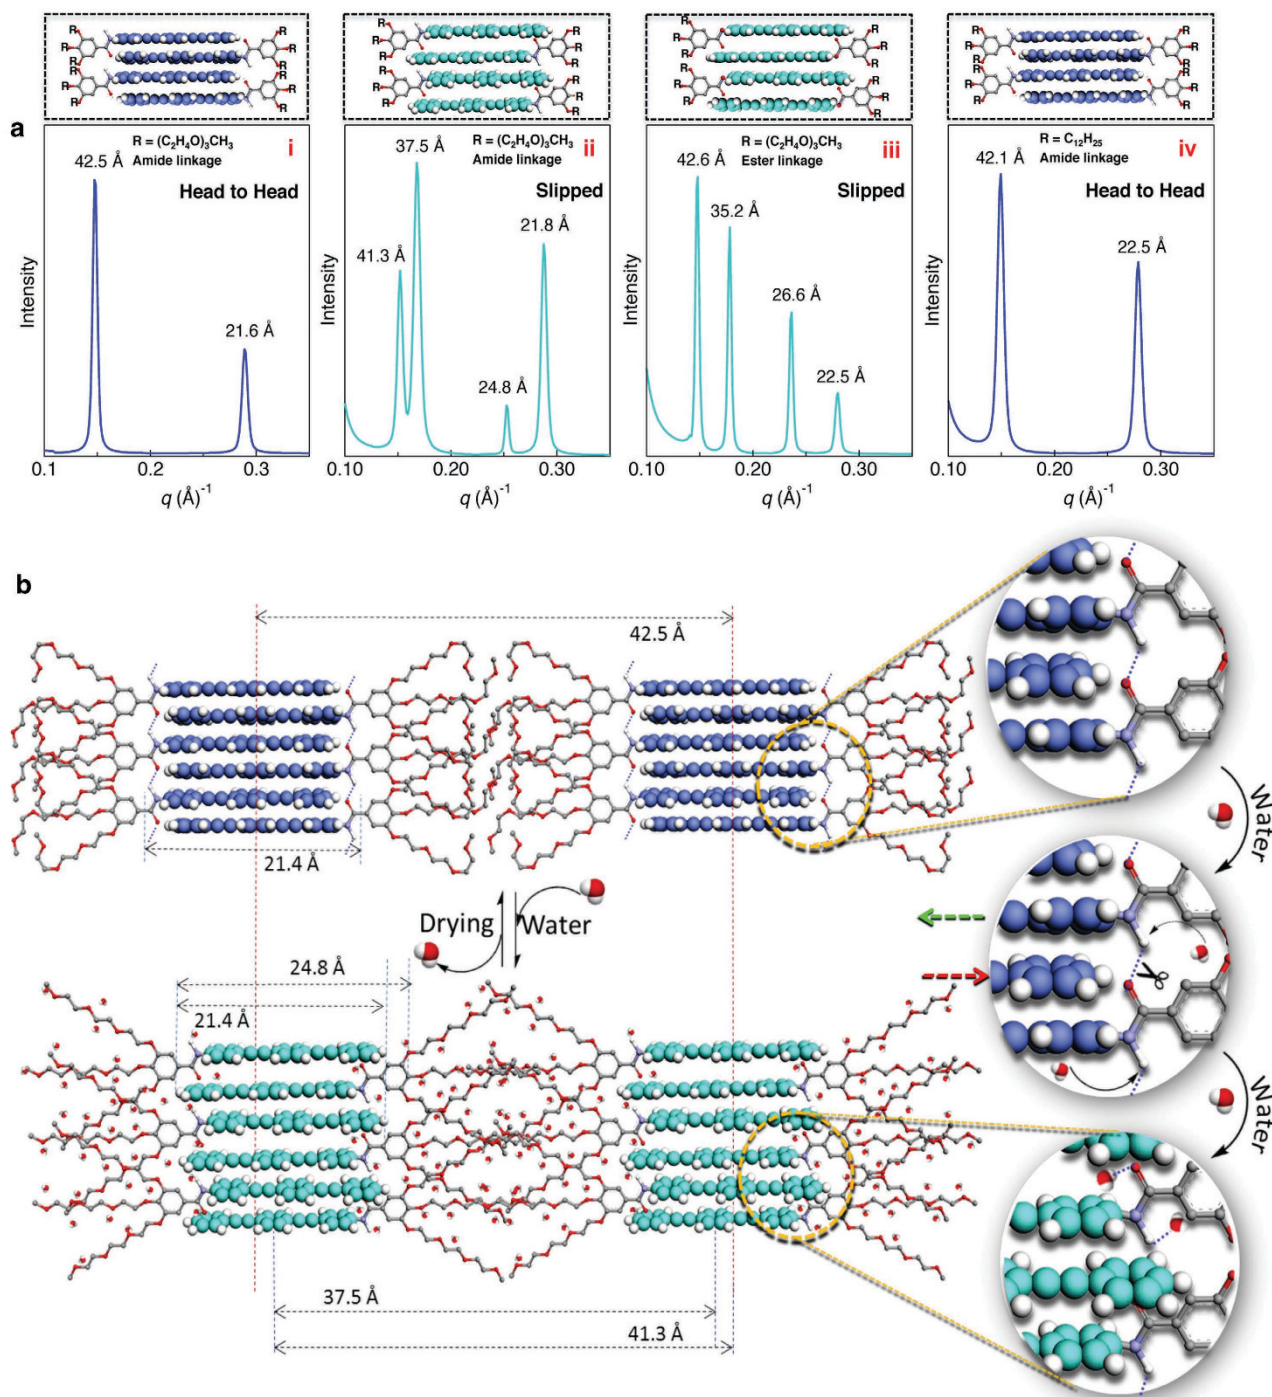 a
R R R R R R R R R R R R
R R R R R R R R R R R R
R R R R R R R R R R R R
R R R R R R R R R R R R
R = (C₂H₄O)₃CH₃
Amide linkage
i
42.5 Å
Head to Head
21.6 Å
Intensity
0.1 0.2 0.3
q (Å)⁻¹
R = (C₂H₄O)₃CH₃
Amide linkage
ii
37.5 Å
Slipped
41.3 Å
21.8 Å
24.8 Å
Intensity
0.10 0.20 0.30
q (Å)⁻¹
R = (C₂H₄O)₃CH₃
Ester linkage
iii
42.6 Å
Slipped
35.2 Å
26.6 Å
22.5 Å
Intensity
0.10 0.20 0.30
q (Å)⁻¹
R = C₁₂H₂₅
Amide linkage
iv
42.1 Å
Head to Head
22.5 Å
Intensity
0.10 0.20 0.30
q (Å)⁻¹
b
42.5 Å
21.4 Å
Water
Drying Water
24.8 Å
21.4 Å
Water
37.5 Å
41.3 Å